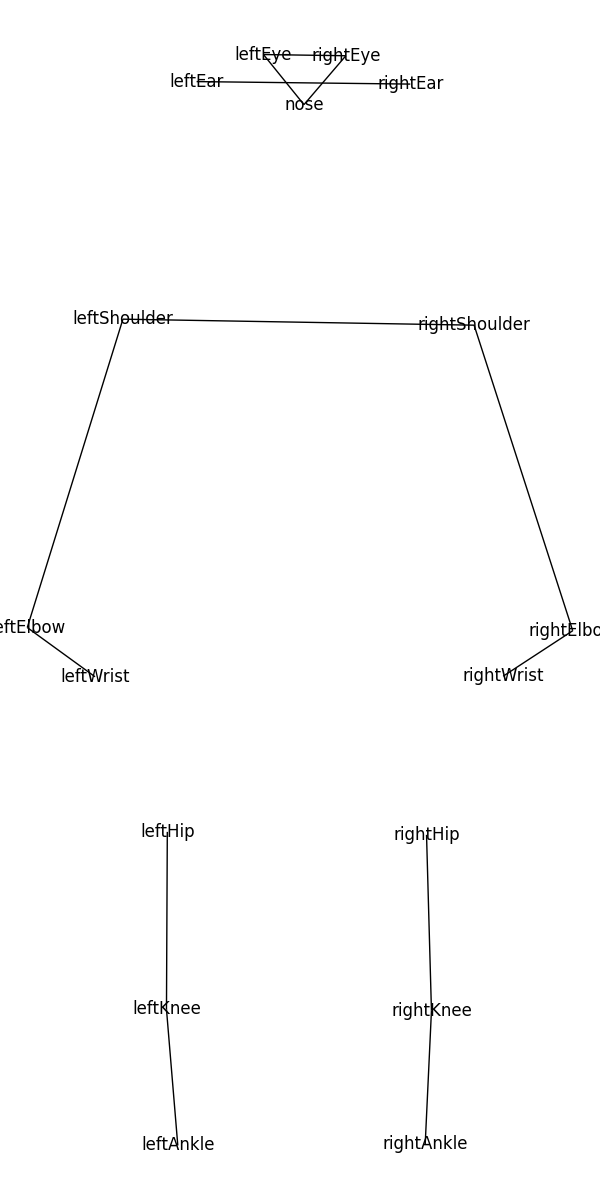 leftEye rightEye
leftEar rightEar
nose
leftShoulder rightShoulder
eftElbow rightElbo
leftWrist rightWrist
leftHip rightHip
leftKnee rightKnee
leftAnkle rightAnkle